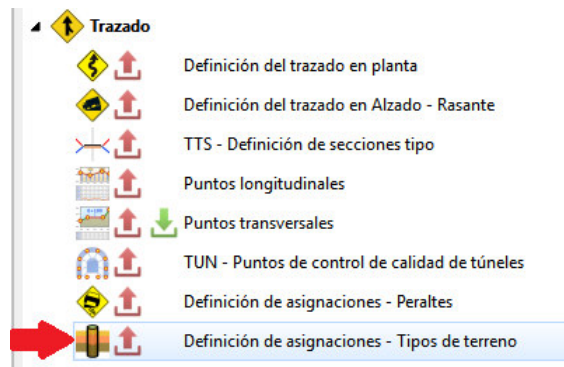 Trazado
Definición del trazado en planta
Definición del trazado en Alzado - Rasante
TTS - Definición de secciones tipo
Puntos longitudinales
Puntos transversales
TUN - Puntos de control de calidad de túneles
Definición de asignaciones - Peraltes
Definición de asignaciones - Tipos de terreno